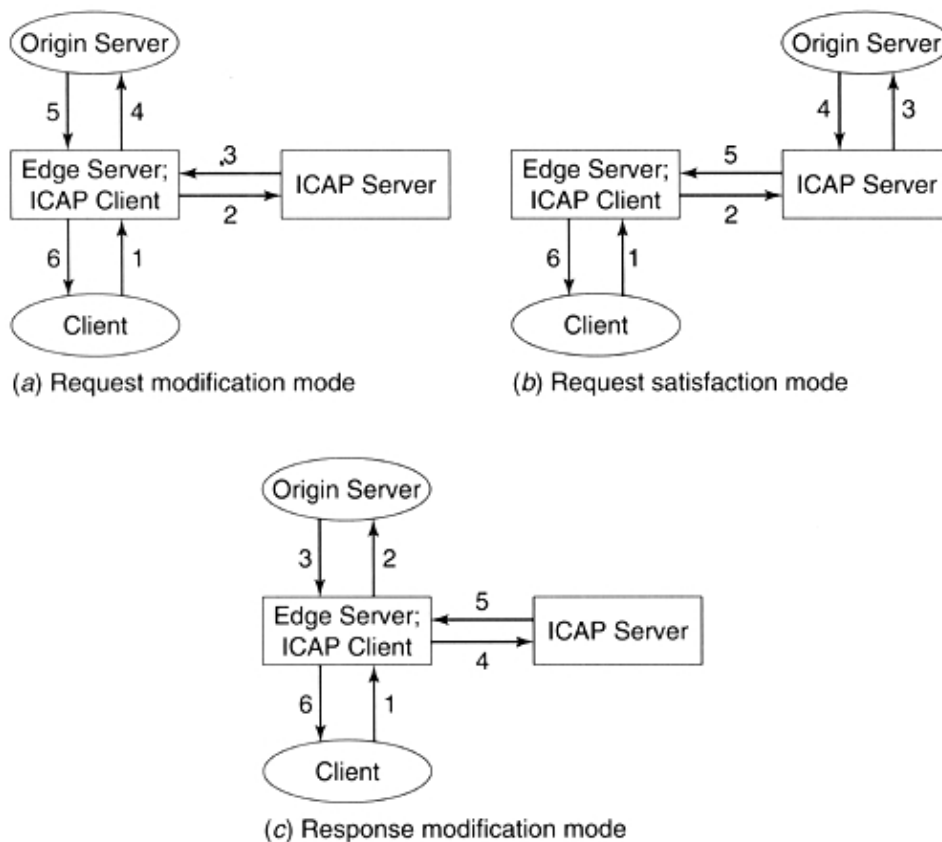 Origin Server
5
4
Edge Server;
ICAP Client
3
2
ICAP Server
6
1
Client
(a) Request modification mode
Origin Server
4
3
Edge Server;
ICAP Client
5
2
ICAP Server
6
1
Client
(b) Request satisfaction mode
Origin Server
3
2
Edge Server;
ICAP Client
5
4
ICAP Server
6
1
Client
(c) Response modification mode